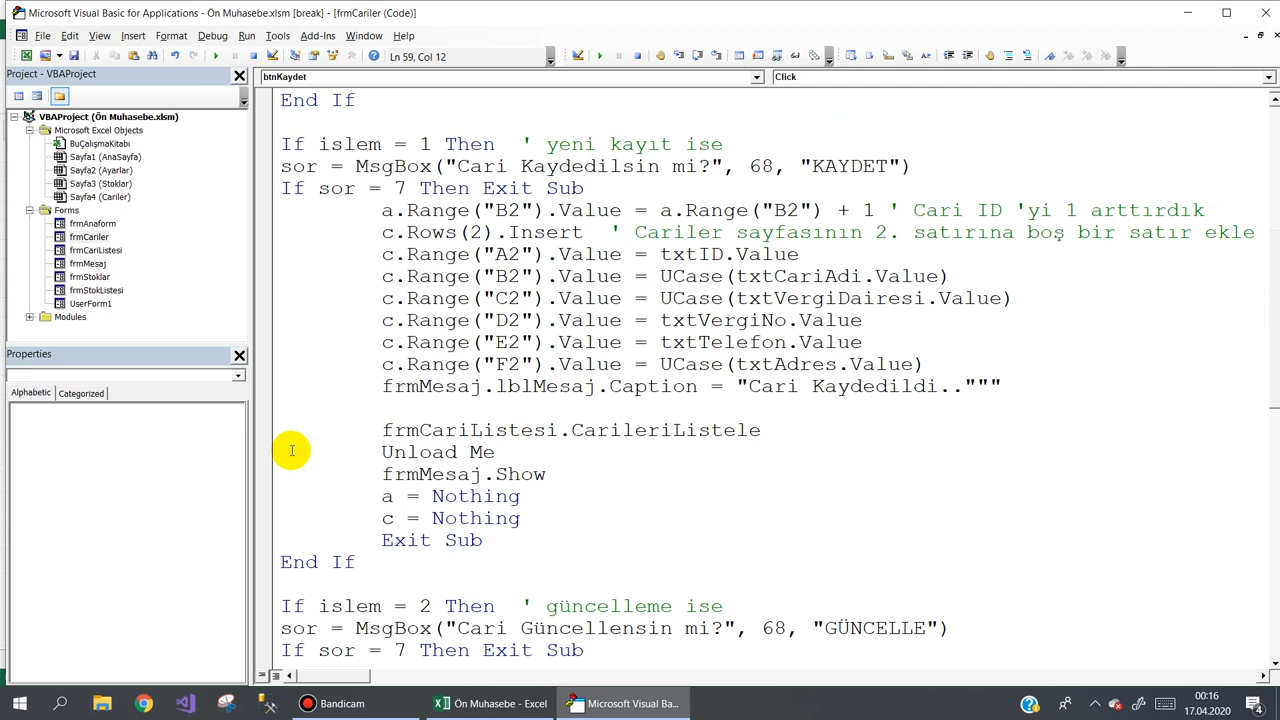 Microsoft Visual Basic for Applications - Ön Muhasebe.xlsm [break] - [frmCariler (Code)]
File Edit View Insert Format Debug Run Tools Add-Ins Window Help
Ln 59, Col 12
Project - VBAProject
btnKaydet Click
VBAProject (Ön Muhasebe.xlsm)
Microsoft Excel Objects
BuÇalışmaKitabı
Sayfa1 (AnaSayfa)
Sayfa2 (Ayarlar)
Sayfa3 (Stoklar)
Sayfa4 (Cariler)
Forms
frmAnaform
frmCariler
frmCariListesi
frmMesaj
frmStoklar
frmStokListesi
UserForm1
Modules
Properties
Alphabetic Categorized
End If
If islem = 1 Then ' yeni kayıt ise
sor = MsgBox("Cari Kaydedilsin mi?", 68, "KAYDET")
If sor = 7 Then Exit Sub
a.Range("B2").Value = a.Range("B2") + 1 ' Cari ID 'yi 1 arttırdık
c.Rows(2).Insert ' Cariler sayfasının 2. satırına boş bir satır ekle
c.Range("A2").Value = txtID.Value
c.Range("B2").Value = UCase(txtCariAdi.Value)
c.Range("C2").Value = UCase(txtVergiDairesi.Value)
c.Range("D2").Value = txtVergiNo.Value
c.Range("E2").Value = txtTelefon.Value
c.Range("F2").Value = UCase(txtAdres.Value)
frmMesaj.lblMesaj.Caption = "Cari Kaydedildi.."""
frmCariListesi.CarileriListele
Unload Me
frmMesaj.Show
a = Nothing
c = Nothing
Exit Sub
End If
If islem = 2 Then ' güncelleme ise
sor = MsgBox("Cari Güncellensin mi?", 68, "GÜNCELLE")
If sor = 7 Then Exit Sub
Bandicam
Ön Muhasebe - Excel
Microsoft Visual Ba...
00:16
17.04.2020
4